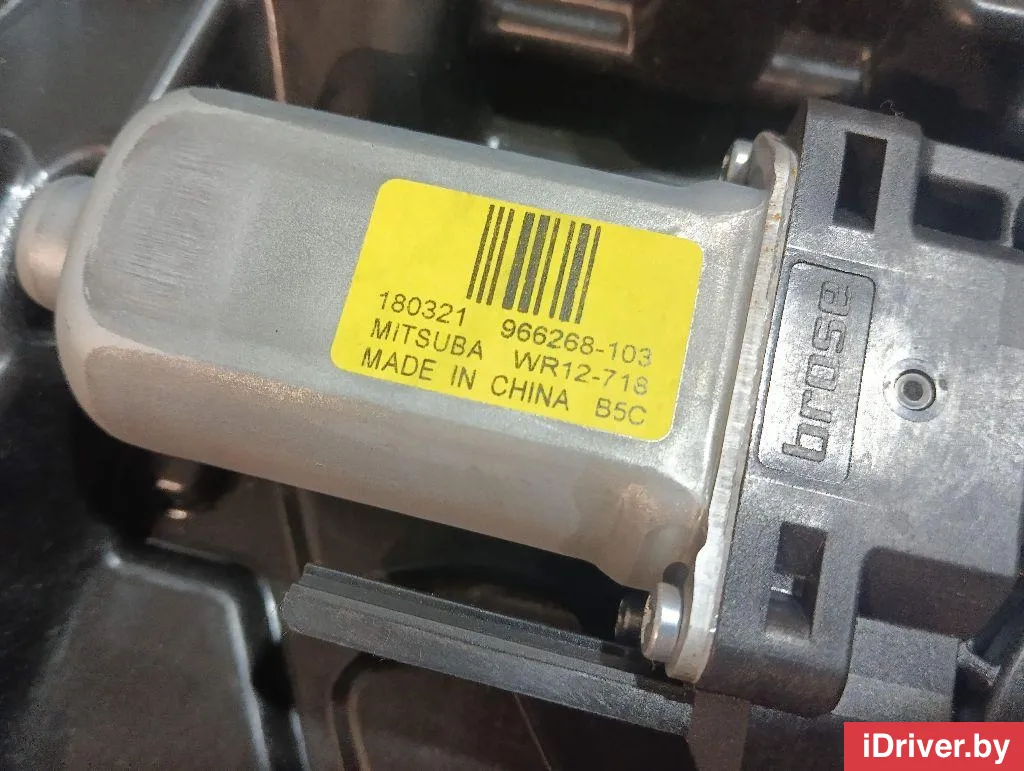 180321 966268-103
MITSUBA WR12-718
MADE IN CHINA B5C
brose
iDriver.by